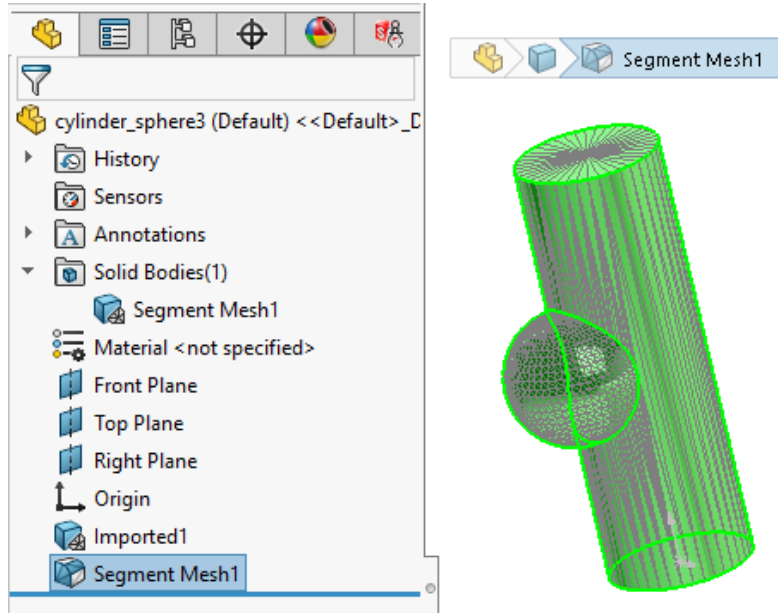 cylinder_sphere3 (Default) <<Default>_D
History
Sensors
Annotations
Solid Bodies(1)
Segment Mesh1
Material <not specified>
Front Plane
Top Plane
Right Plane
Origin
Imported1
Segment Mesh1
Segment Mesh1